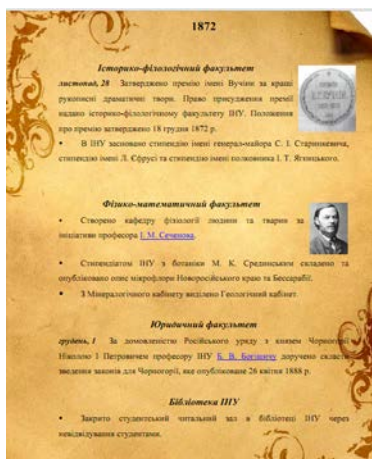 1872
Історико-філологічний факультет
листопад, 28 Затверджено премію імені Вучини за кращі
рукописні драматичні твори. Право присудження премії
надано історико-філологічному факультету ІНУ. Положення
про премію затверджено 18 грудня 1872 р.
▪ В ІНУ засновано стипендію імені генерал-майора С. І. Старинкевича,
стипендію імені Л. Єфрусі та стипендію імені полковника І. Т. Ягницького.
Фізико-математичний факультет
▪ Створено кафедру фізіології людини та тварин за
ініціативи професора І. М. Сеченова.
▪ Стипендіатом ІНУ з ботаніки М. К. Срединським складено та
опубліковано опис мікрофлори Новоросійського краю та Бессарабії.
▪ З Мінералогічного кабінету виділено Геологічний кабінет.
Юридичний факультет
грудень, 1 За домовленістю Російського уряду з князем Чорногорії
Ніколою І Петровичем професору ІНУ Б. В. Богішичу доручено скласти
зведення законів для Чорногорії, яке опубліковане 26 квітня 1888 р.
Бібліотека ІНУ
▪ Закрито студентський читальний зал в бібліотеці ІНУ через
невідвідування студентами.